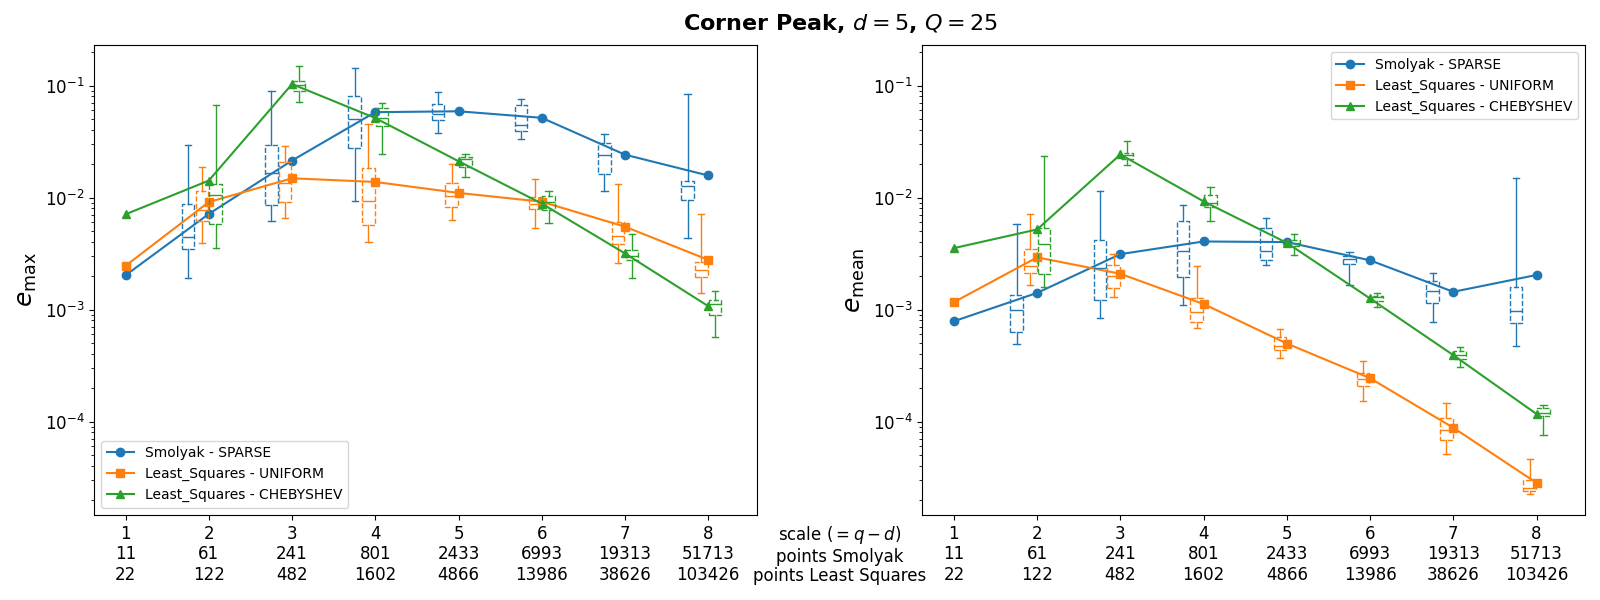 Corner Peak, d = 5, Q = 25
10⁻¹
10⁻²
10⁻³
10⁻⁴
e_max
Smolyak - SPARSE
Least_Squares - UNIFORM
Least_Squares - CHEBYSHEV
1 2 3 4 5 6 7 8
11 61 241 801 2433 6993 19313 51713
22 122 482 1602 4866 13986 38626 103426
scale (= q − d)
points Smolyak
points Least Squares
10⁻¹
10⁻²
10⁻³
10⁻⁴
e_mean
Smolyak - SPARSE
Least_Squares - UNIFORM
Least_Squares - CHEBYSHEV
1 2 3 4 5 6 7 8
11 61 241 801 2433 6993 19313 51713
22 122 482 1602 4866 13986 38626 103426